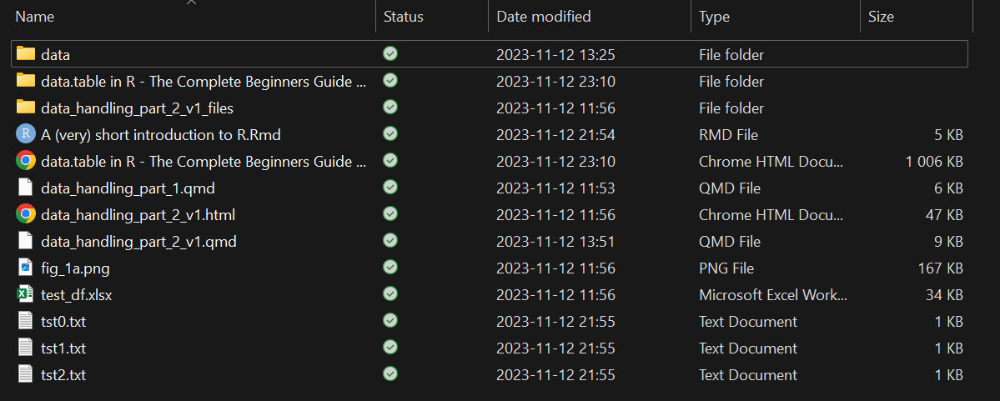 Name Status Date modified Type Size
data 2023-11-12 13:25 File folder
data.table in R - The Complete Beginners Guide ... 2023-11-12 23:10 File folder
data_handling_part_2_v1_files 2023-11-12 11:56 File folder
R A (very) short introduction to R.Rmd 2023-11-12 21:54 RMD File 5 KB
data.table in R - The Complete Beginners Guide ... 2023-11-12 23:10 Chrome HTML Docu... 1 006 KB
data_handling_part_1.qmd 2023-11-12 11:53 QMD File 6 KB
data_handling_part_2_v1.html 2023-11-12 11:56 Chrome HTML Docu... 47 KB
data_handling_part_2_v1.qmd 2023-11-12 13:51 QMD File 9 KB
fig_1a.png 2023-11-12 11:56 PNG File 167 KB
X test_df.xlsx 2023-11-12 11:56 Microsoft Excel Work... 34 KB
tst0.txt 2023-11-12 21:55 Text Document 1 KB
tst1.txt 2023-11-12 21:55 Text Document 1 KB
tst2.txt 2023-11-12 21:55 Text Document 1 KB